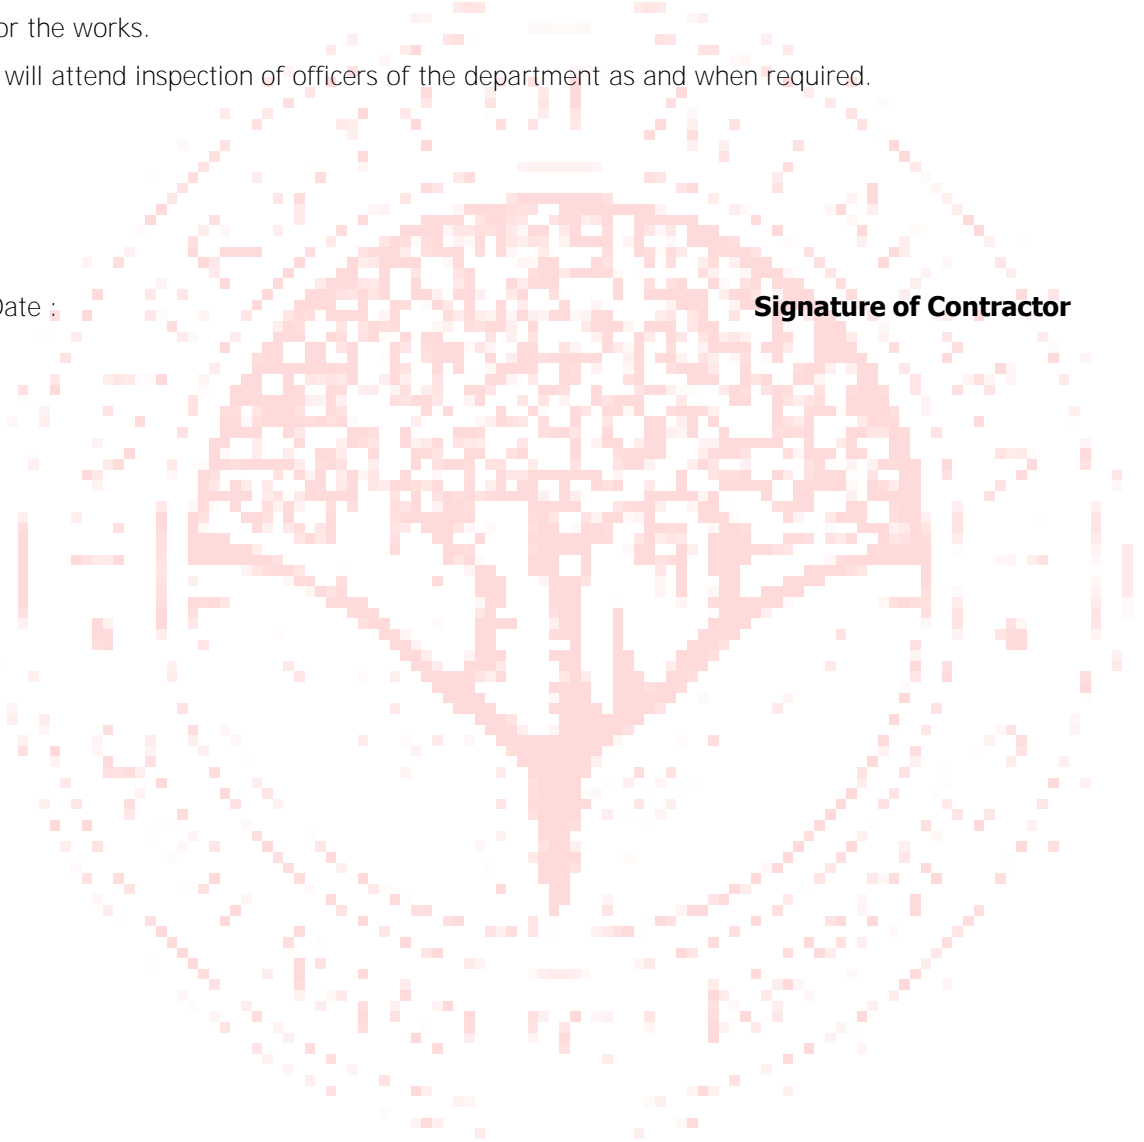 or the works.
will attend inspection of officers of the department as and when required.
Date : Signature of Contractor